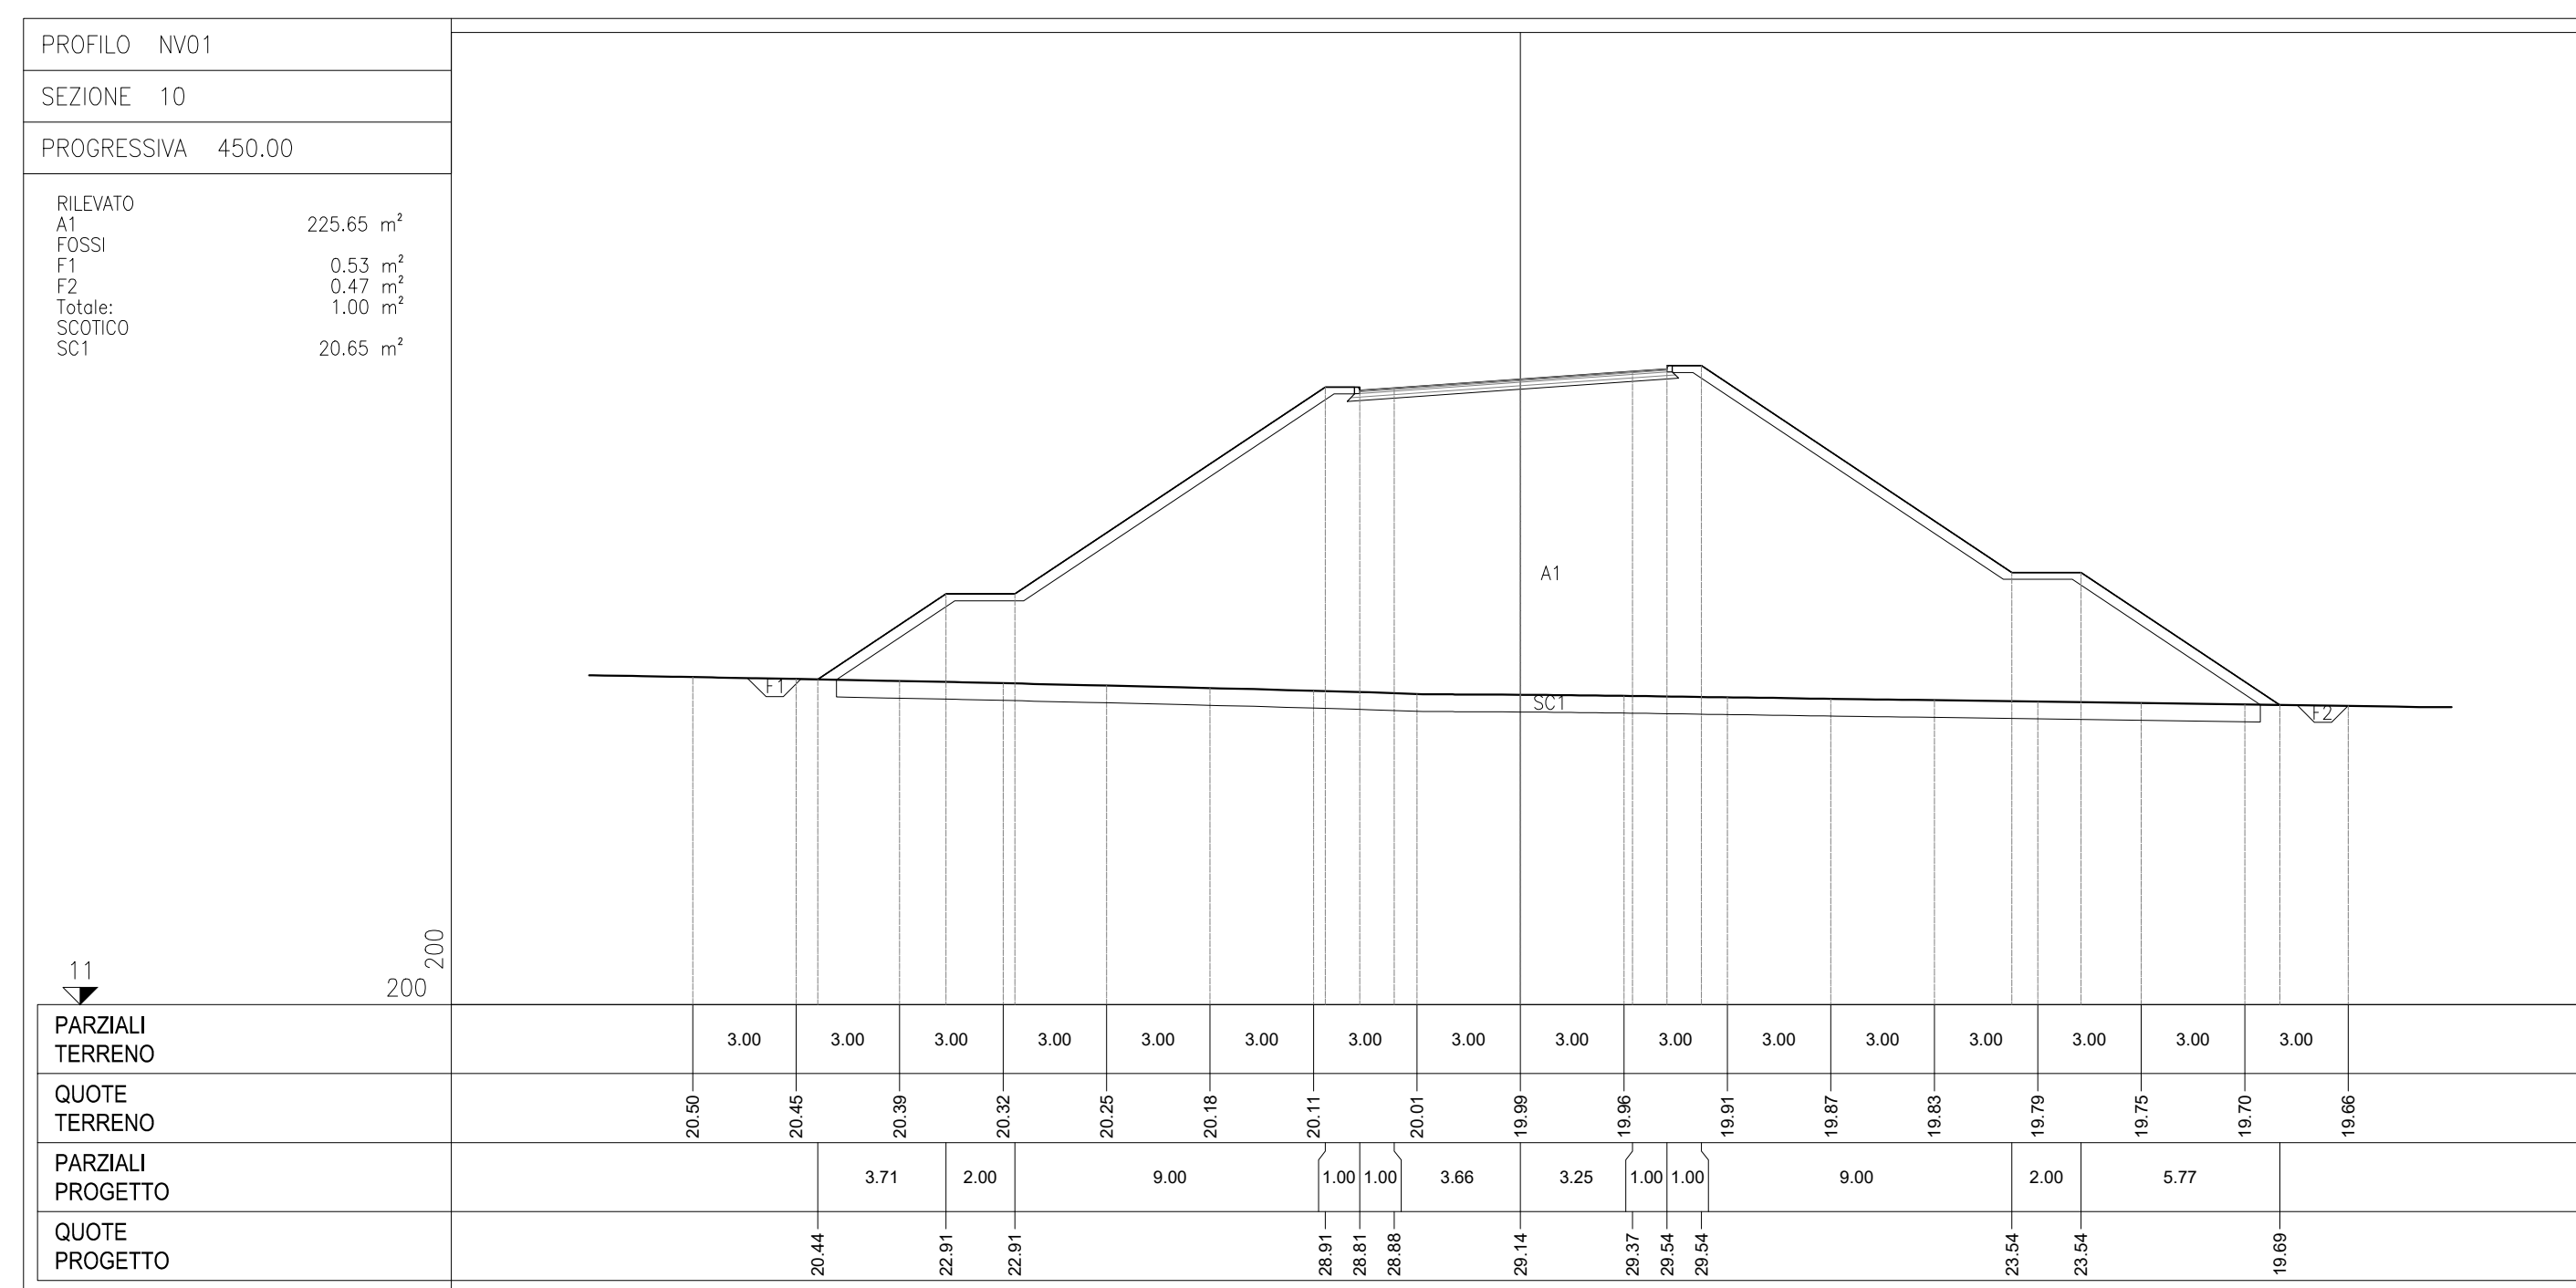 PROFILO NV01
SEZIONE 10
PROGRESSIVA 450.00
RILEVATO
A1 225.65 m²
FOSSI
F1 0.53 m²
F2 0.47 m²
Totale: 1.00 m²
SCOTICO
SC1 20.65 m²
A1
F1
SC1
F2
11
200
200
PARZIALI
TERRENO
3.00 3.00 3.00 3.00 3.00 3.00 3.00 3.00 3.00 3.00 3.00 3.00 3.00 3.00 3.00 3.00
QUOTE
TERRENO
20.50 20.45 20.39 20.32 20.25 20.18 20.11 20.01 19.99 19.96 19.91 19.87 19.83 19.79 19.75 19.70 19.66
PARZIALI
PROGETTO
3.71 2.00 9.00 1.00 1.00 3.66 3.25 1.00 1.00 9.00 2.00 5.77
QUOTE
PROGETTO
20.44 22.91 22.91 28.91 28.81 28.88 29.14 29.37 29.54 29.54 23.54 23.54 19.69